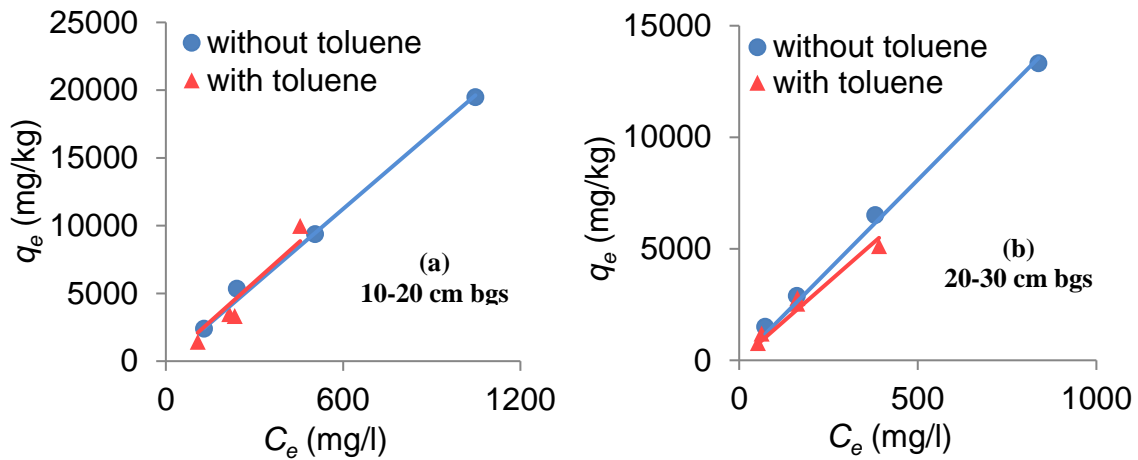 25000
20000
15000
10000
5000
0
qe (mg/kg)
without toluene
with toluene
(a)
10-20 cm bgs
0 600 1200
Ce (mg/l)
15000
10000
5000
0
qe (mg/kg)
without toluene
with toluene
(b)
20-30 cm bgs
0 500 1000
Ce (mg/l)